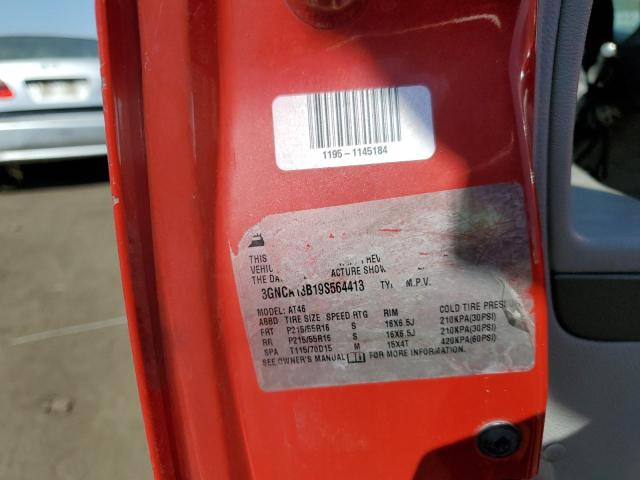 1195-1145184
THIS
VEHIC
THE DA ACTURE SHOW
3GNCA13B19S564413 TY M.P.V.
MODEL: AT46
ABBD TIRE SIZE SPEED RTG RIM COLD TIRE PRES
FRT P215/55R16 S 16X6.5J 210KPA(30PSI)
RR P215/55R16 S 16X6.5J 210KPA(30PSI)
SPA T115/70D15 M 15X4T 420KPA(60PSI)
SEE OWNER'S MANUAL FOR MORE INFORMATION.